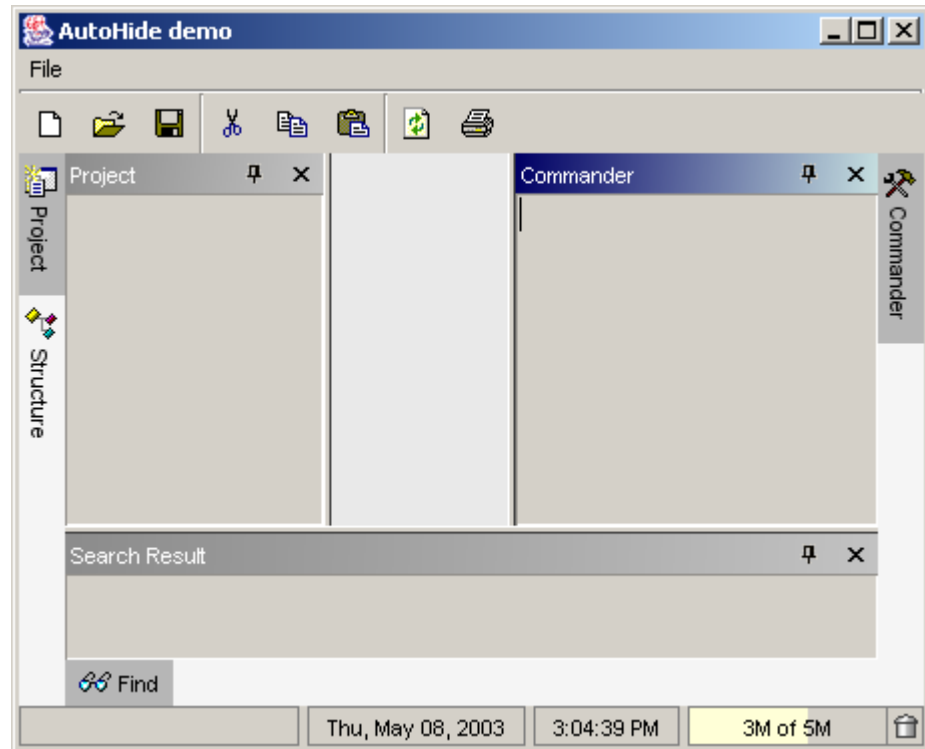 AutoHide demo
File
Project
Commander
Project
Structure
Commander
Search Result
Find
Thu, May 08, 2003 3:04:39 PM 3M of 5M